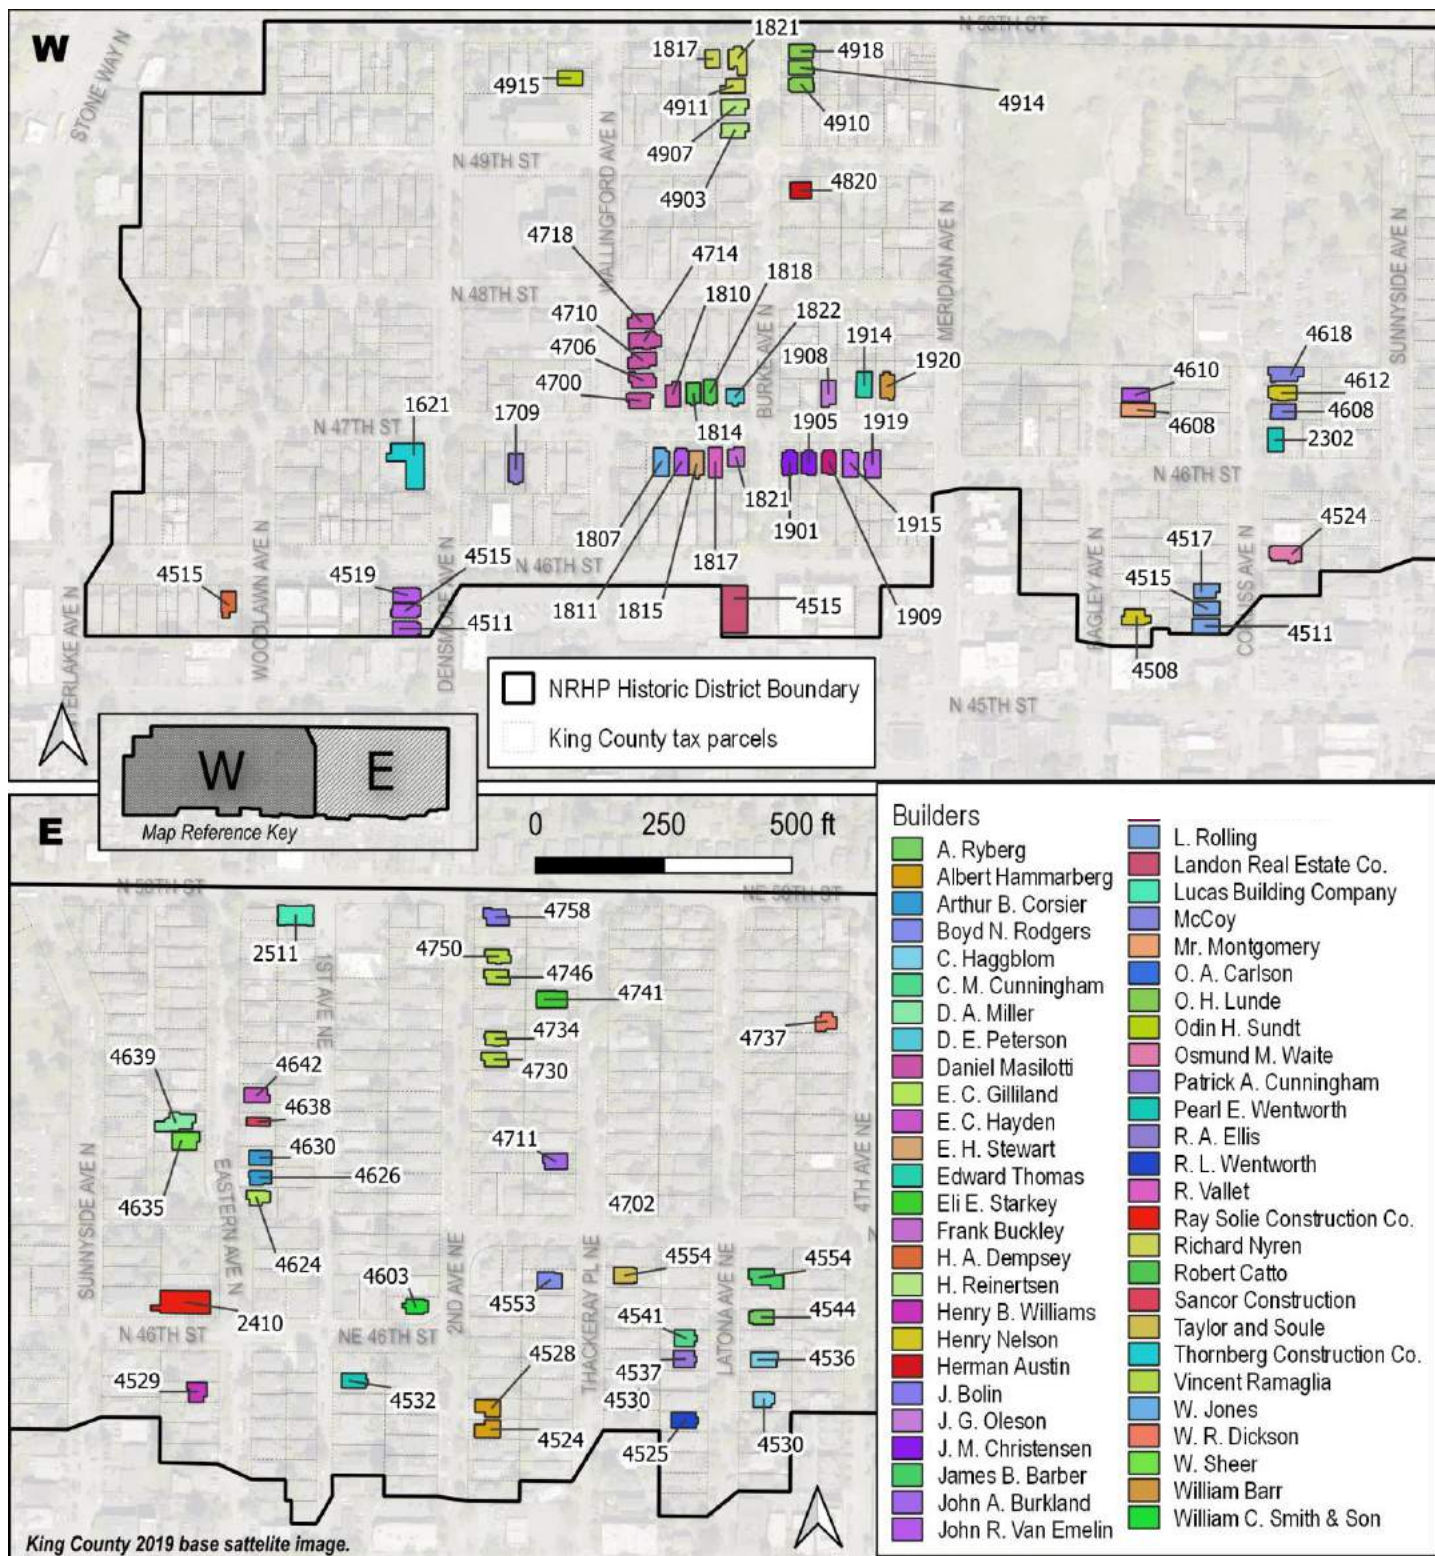 W
N 50TH ST
STONE WAY N
1817
1821
4918
4915
4911
4914
4910
4907
N 49TH ST
WALLINGFORD AVE N
4903
4820
MERIDIAN AVE N
SUNNYSIDE AVE N
4718
4714
1818
N 48TH ST
1810
1822
4710
BURKE AVE N
1914
4618
4706
1908
1920
4610
4612
4700
1621
1709
1905
1919
4608
4608
N 47TH ST
1814
2302
N 46TH ST
1821
1901
1915
1807
4524
4517
WOODLAWN AVE N
DENSMORE AVE N
4515
N 46TH ST
1817
BAGLEY AVE N
4515
CORLISS AVE N
4515
4519
1811
1815
4515
1909
4511
4511
4508
TERLAKE AVE N
NRHP Historic District Boundary
King County tax parcels
N 45TH ST
W
E
Map Reference Key
E
0 250 500 ft
N 50TH ST
NE 50TH ST
4758
2511
4750
4746
1ST AVE NE
4741
4734
4737
4639
4642
4730
4638
4711
4630
4626
SUNNYSIDE AVE N
EASTERN AVE N
4TH AVE NE
4635
4702
4624
2ND AVE NE
THACKERAY PL NE
LATONA AVE NE
4554
4554
4603
4553
4541
4544
2410
N 46TH ST
NE 46TH ST
4528
4537
4536
4529
4532
4530
4524
4525
4530
King County 2019 base sattelite image.
Builders
A. Ryberg
Albert Hammarberg
Arthur B. Corsier
Boyd N. Rodgers
C. Haggblom
C. M. Cunningham
D. A. Miller
D. E. Peterson
Daniel Masilotti
E. C. Gilliland
E. C. Hayden
E. H. Stewart
Edward Thomas
Eli E. Starkey
Frank Buckley
H. A. Dempsey
H. Reinertsen
Henry B. Williams
Henry Nelson
Herman Austin
J. Bolin
J. G. Oleson
J. M. Christensen
James B. Barber
John A. Burkland
John R. Van Emelin
L. Rolling
Landon Real Estate Co.
Lucas Building Company
McCoy
Mr. Montgomery
O. A. Carlson
O. H. Lunde
Odin H. Sundt
Osmund M. Waite
Patrick A. Cunningham
Pearl E. Wentworth
R. A. Ellis
R. L. Wentworth
R. Vallet
Ray Solie Construction Co.
Richard Nyren
Robert Catto
Sancor Construction
Taylor and Soule
Thornberg Construction Co.
Vincent Ramaglia
W. Jones
W. R. Dickson
W. Sheer
William Barr
William C. Smith & Son